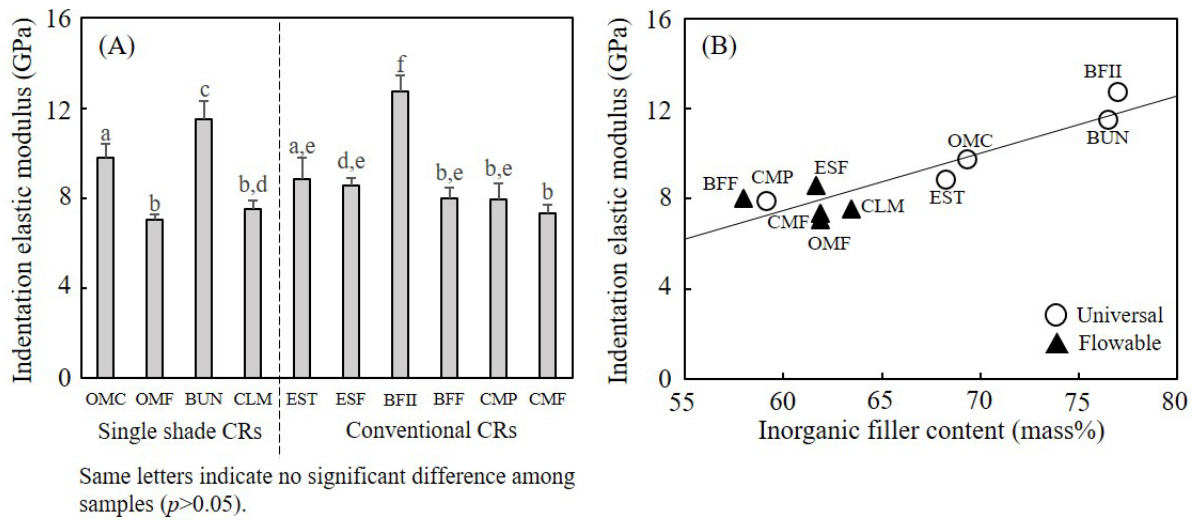 (A)
Indentation elastic modulus (GPa)
16
12
8
4
0
a
b
c
b,d
a,e
d,e
f
b,e
b,e
b
OMC OMF BUN CLM EST ESF BFII BFF CMP CMF
Single shade CRs Conventional CRs
Same letters indicate no significant difference among
samples (p>0.05).
(B)
Indentation elastic modulus (GPa)
16
12
8
4
0
BFII
BUN
OMC
EST
ESF
BFF
CMP
CLM
CMF
OMF
Universal
Flowable
55 60 65 70 75 80
Inorganic filler content (mass%)